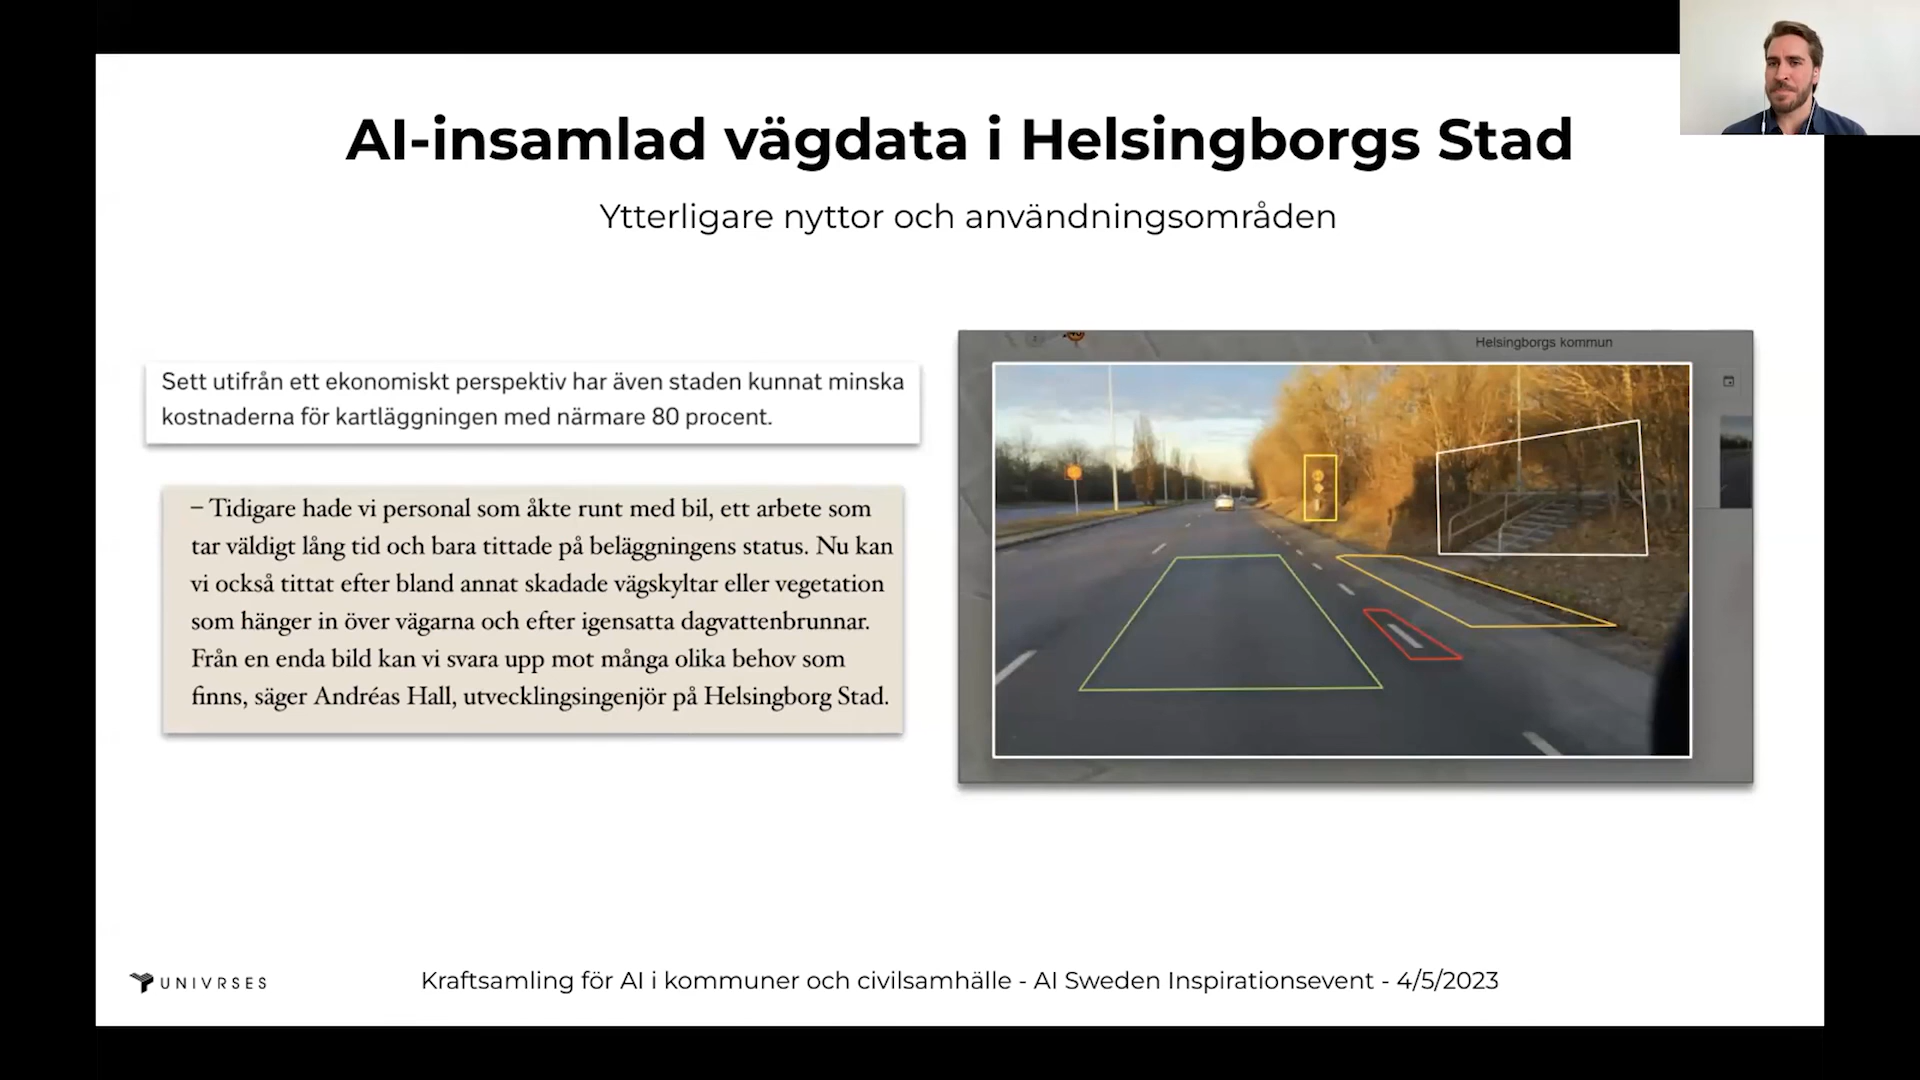 AI-insamlad vägdata i Helsingborgs Stad
Ytterligare nyttor och användningsområden
Sett utifrån ett ekonomiskt perspektiv har även staden kunnat minska
kostnaderna för kartläggningen med närmare 80 procent.
– Tidigare hade vi personal som åkte runt med bil, ett arbete som
tar väldigt lång tid och bara tittade på beläggningens status. Nu kan
vi också tittat efter bland annat skadade vägskyltar eller vegetation
som hänger in över vägarna och efter igensatta dagvattenbrunnar.
Från en enda bild kan vi svara upp mot många olika behov som
finns, säger Andréas Hall, utvecklingsingenjör på Helsingborg Stad.
Helsingborgs kommun
UNIVRSES
Kraftsamling för AI i kommuner och civilsamhälle - AI Sweden Inspirationsevent - 4/5/2023